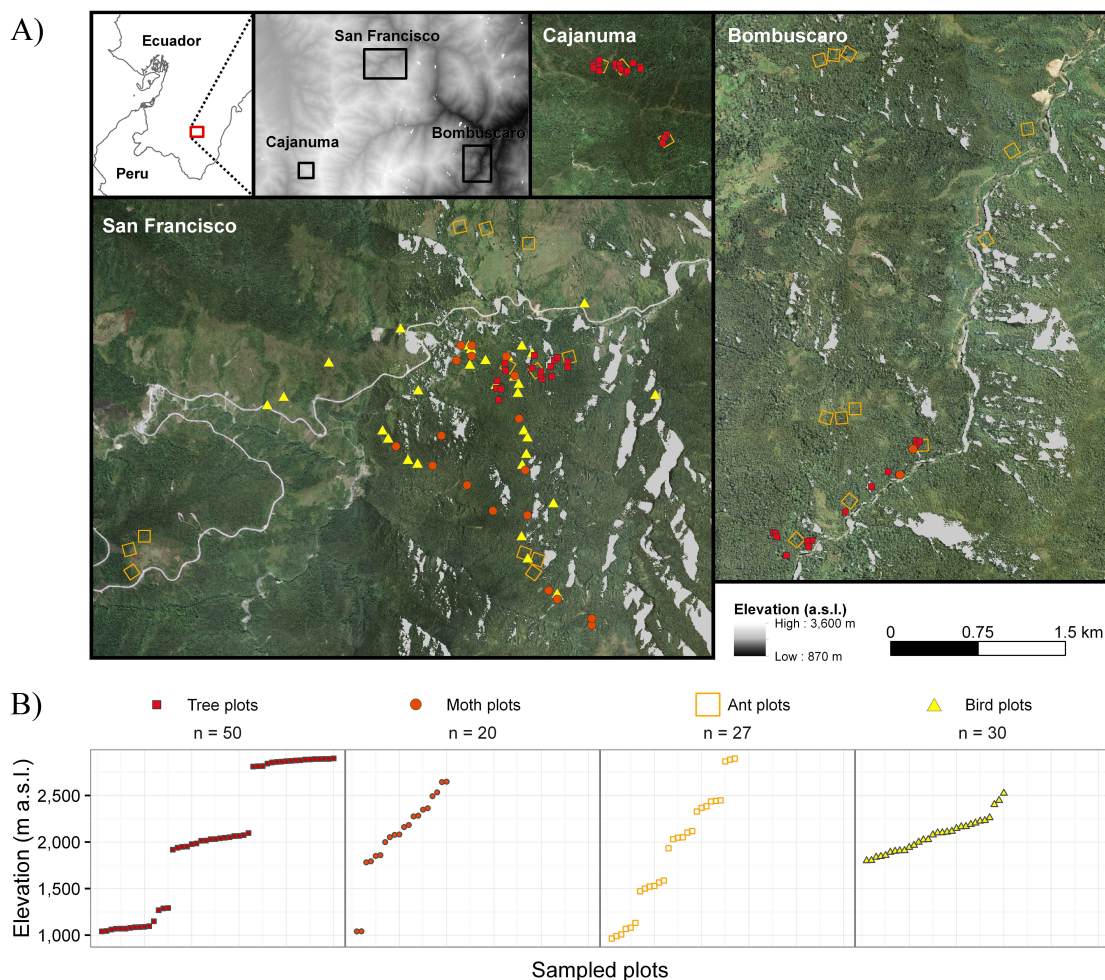 A)
Ecuador
Peru
San Francisco
Cajanuma
Bombuscaro
Cajanuma
Bombuscaro
San Francisco
Elevation (a.s.l.)
High : 3,600 m
Low : 870 m
0 0.75 1.5 km
B)
Tree plots Moth plots Ant plots Bird plots
n = 50 n = 20 n = 27 n = 30
Elevation (m a.s.l.)
2,500
2,000
1,500
1,000
Sampled plots